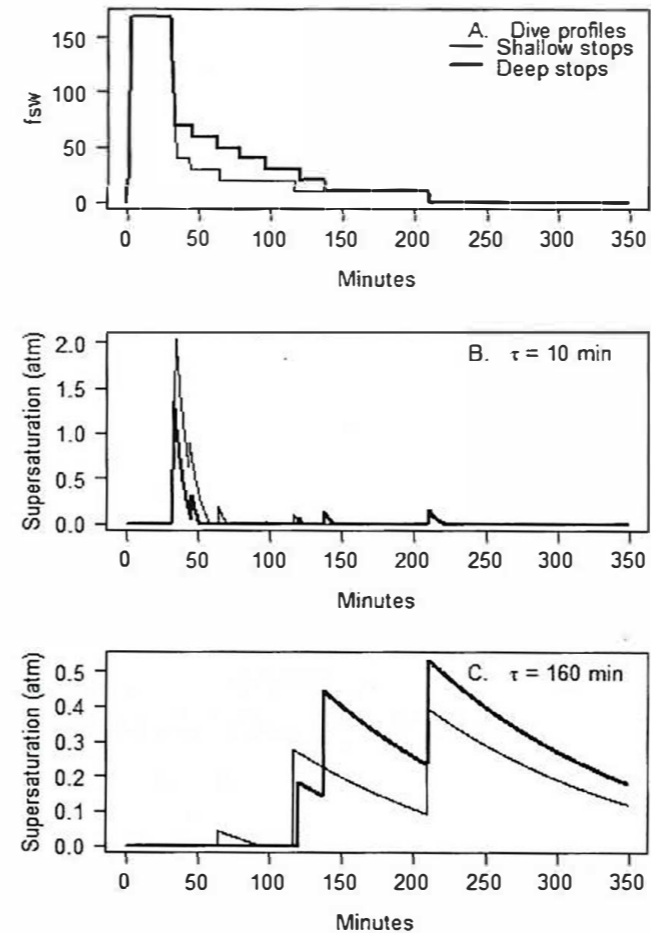 A. Dive profiles
Shallow stops
Deep stops
fsw
150
100
50
0
0 50 100 150 200 250 300 350
Minutes
B. τ = 10 min
Supersaturation (atm)
2.0
1.5
1.0
0.5
0.0
0 50 100 150 200 250 300 350
Minutes
C. τ = 160 min
Supersaturation (atm)
0.5
0.4
0.3
0.2
0.1
0.0
0 50 100 150 200 250 300 350
Minutes